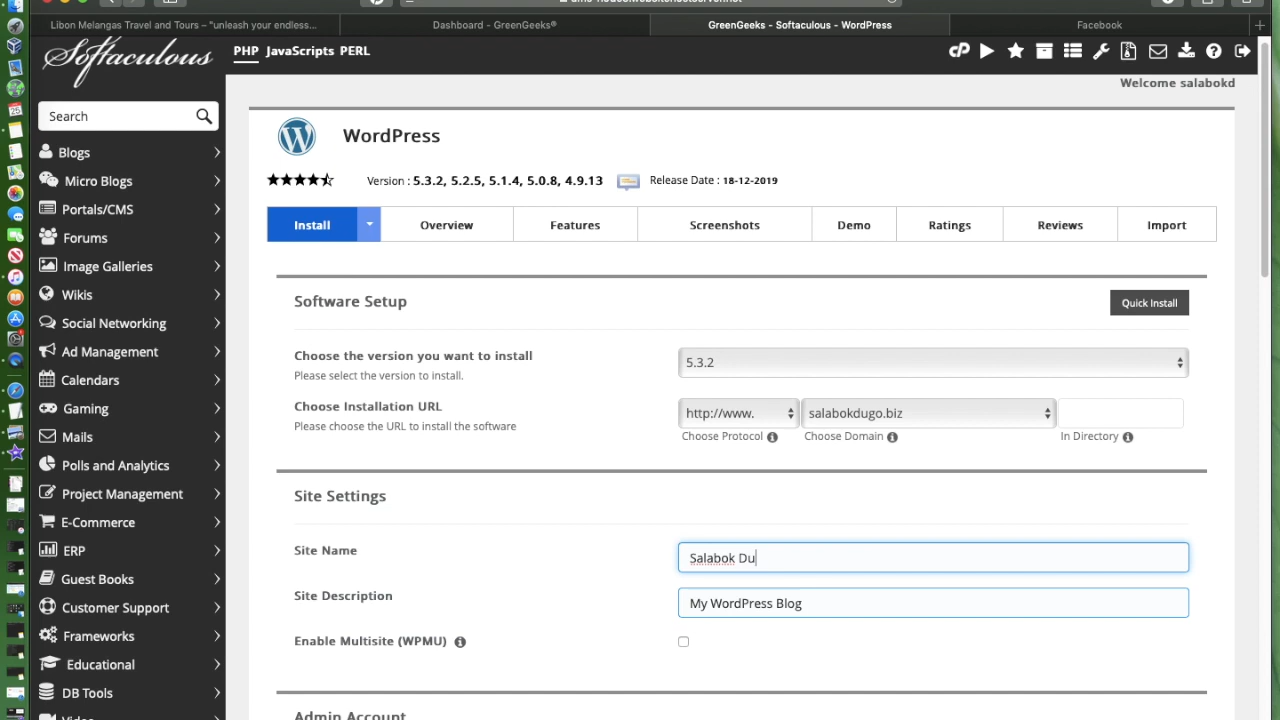 Libon Melangas Travel and Tours – "unleash your endless...
Dashboard - GreenGeeks®
GreenGeeks - Softaculous - WordPress
Facebook
Softaculous
PHP JavaScripts PERL
Welcome salabokd
Search
Blogs
Micro Blogs
Portals/CMS
Forums
Image Galleries
Wikis
Social Networking
Ad Management
Calendars
Gaming
Mails
Polls and Analytics
Project Management
E-Commerce
ERP
Guest Books
Customer Support
Frameworks
Educational
DB Tools
WordPress
Version : 5.3.2, 5.2.5, 5.1.4, 5.0.8, 4.9.13
Release Date : 18-12-2019
Install
Overview
Features
Screenshots
Demo
Ratings
Reviews
Import
Software Setup
Quick Install
Choose the version you want to install
Please select the version to install.
5.3.2
Choose Installation URL
Please choose the URL to install the software
http://www.
salabokdugo.biz
Choose Protocol
Choose Domain
In Directory
Site Settings
Site Name
Salabok Du
Site Description
My WordPress Blog
Enable Multisite (WPMU)
Admin Account